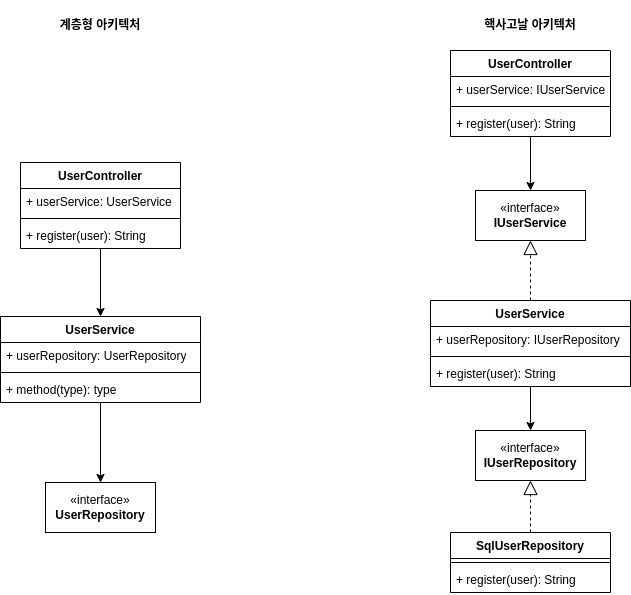 계층형 아키텍처
UserController
+ userService: UserService
+ register(user): String
UserService
+ userRepository: UserRepository
+ method(type): type
«interface»
UserRepository
핵사고날 아키텍처
UserController
+ userService: IUserService
+ register(user): String
«interface»
IUserService
UserService
+ userRepository: IUserRepository
+ register(user): String
«interface»
IUserRepository
SqlUserRepository
+ register(user): String